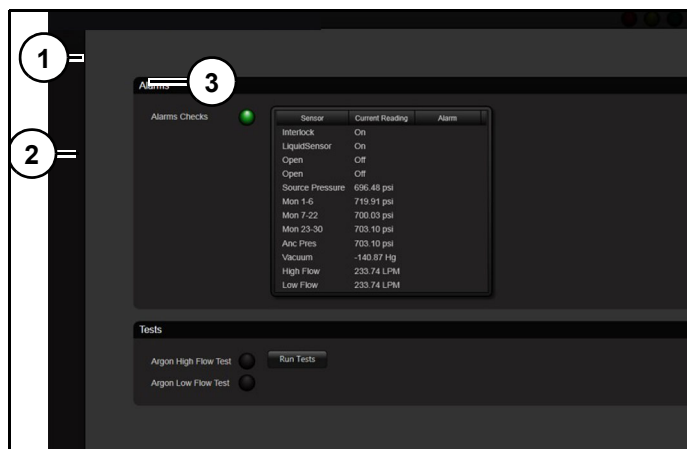 1
3
Alarms
Alarms Checks
Sensor Current Reading Alarm
Interlock On
LiquidSensor On
Open Off
Open Off
Source Pressure 696.48 psi
Mon 1-6 719.91 psi
Mon 7-22 700.03 psi
Mon 23-30 703.10 psi
Anc Pres 703.10 psi
Vacuum -140.87 Hg
High Flow 233.74 LPM
Low Flow 233.74 LPM
2
Tests
Argon High Flow Test Run Tests
Argon Low Flow Test